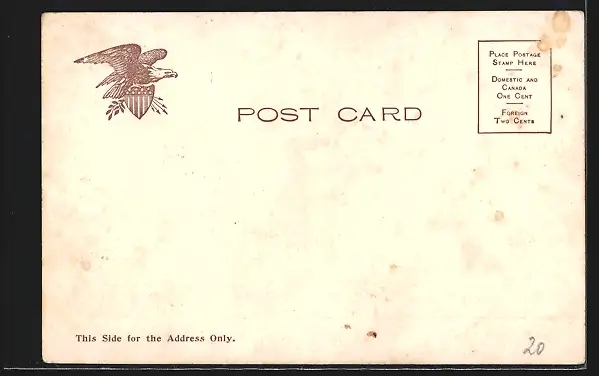 POST CARD
PLACE POSTAGE
STAMP HERE
DOMESTIC AND
CANADA
ONE CENT
FOREIGN
TWO CENTS
This Side for the Address Only.
20